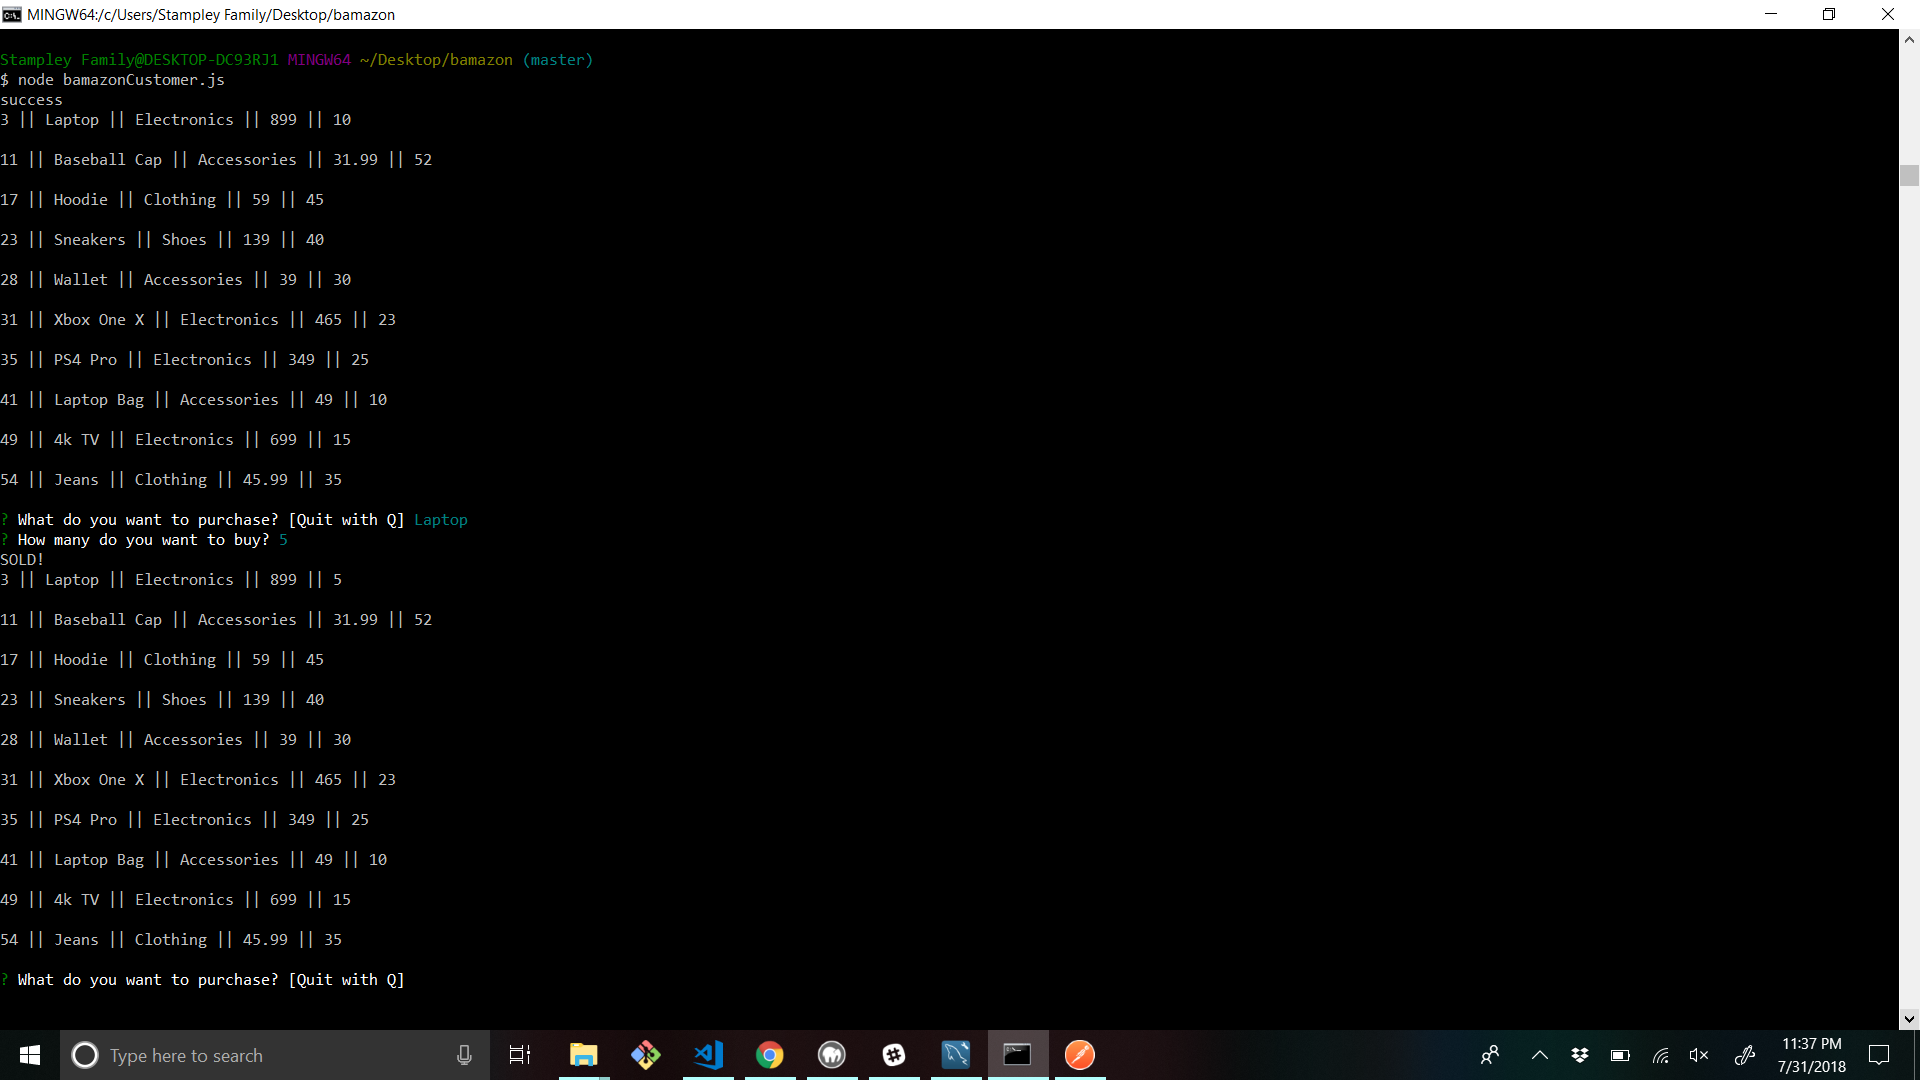 MINGW64:/c/Users/Stampley Family/Desktop/bamazon
Stampley Family@DESKTOP-DC93RJ1 MINGW64 ~/Desktop/bamazon (master)
$ node bamazonCustomer.js
success
3 || Laptop || Electronics || 899 || 10
11 || Baseball Cap || Accessories || 31.99 || 52
17 || Hoodie || Clothing || 59 || 45
23 || Sneakers || Shoes || 139 || 40
28 || Wallet || Accessories || 39 || 30
31 || Xbox One X || Electronics || 465 || 23
35 || PS4 Pro || Electronics || 349 || 25
41 || Laptop Bag || Accessories || 49 || 10
49 || 4k TV || Electronics || 699 || 15
54 || Jeans || Clothing || 45.99 || 35
? What do you want to purchase? [Quit with Q] Laptop
? How many do you want to buy? 5
SOLD!
3 || Laptop || Electronics || 899 || 5
11 || Baseball Cap || Accessories || 31.99 || 52
17 || Hoodie || Clothing || 59 || 45
23 || Sneakers || Shoes || 139 || 40
28 || Wallet || Accessories || 39 || 30
31 || Xbox One X || Electronics || 465 || 23
35 || PS4 Pro || Electronics || 349 || 25
41 || Laptop Bag || Accessories || 49 || 10
49 || 4k TV || Electronics || 699 || 15
54 || Jeans || Clothing || 45.99 || 35
? What do you want to purchase? [Quit with Q]
Type here to search
11:37 PM
7/31/2018